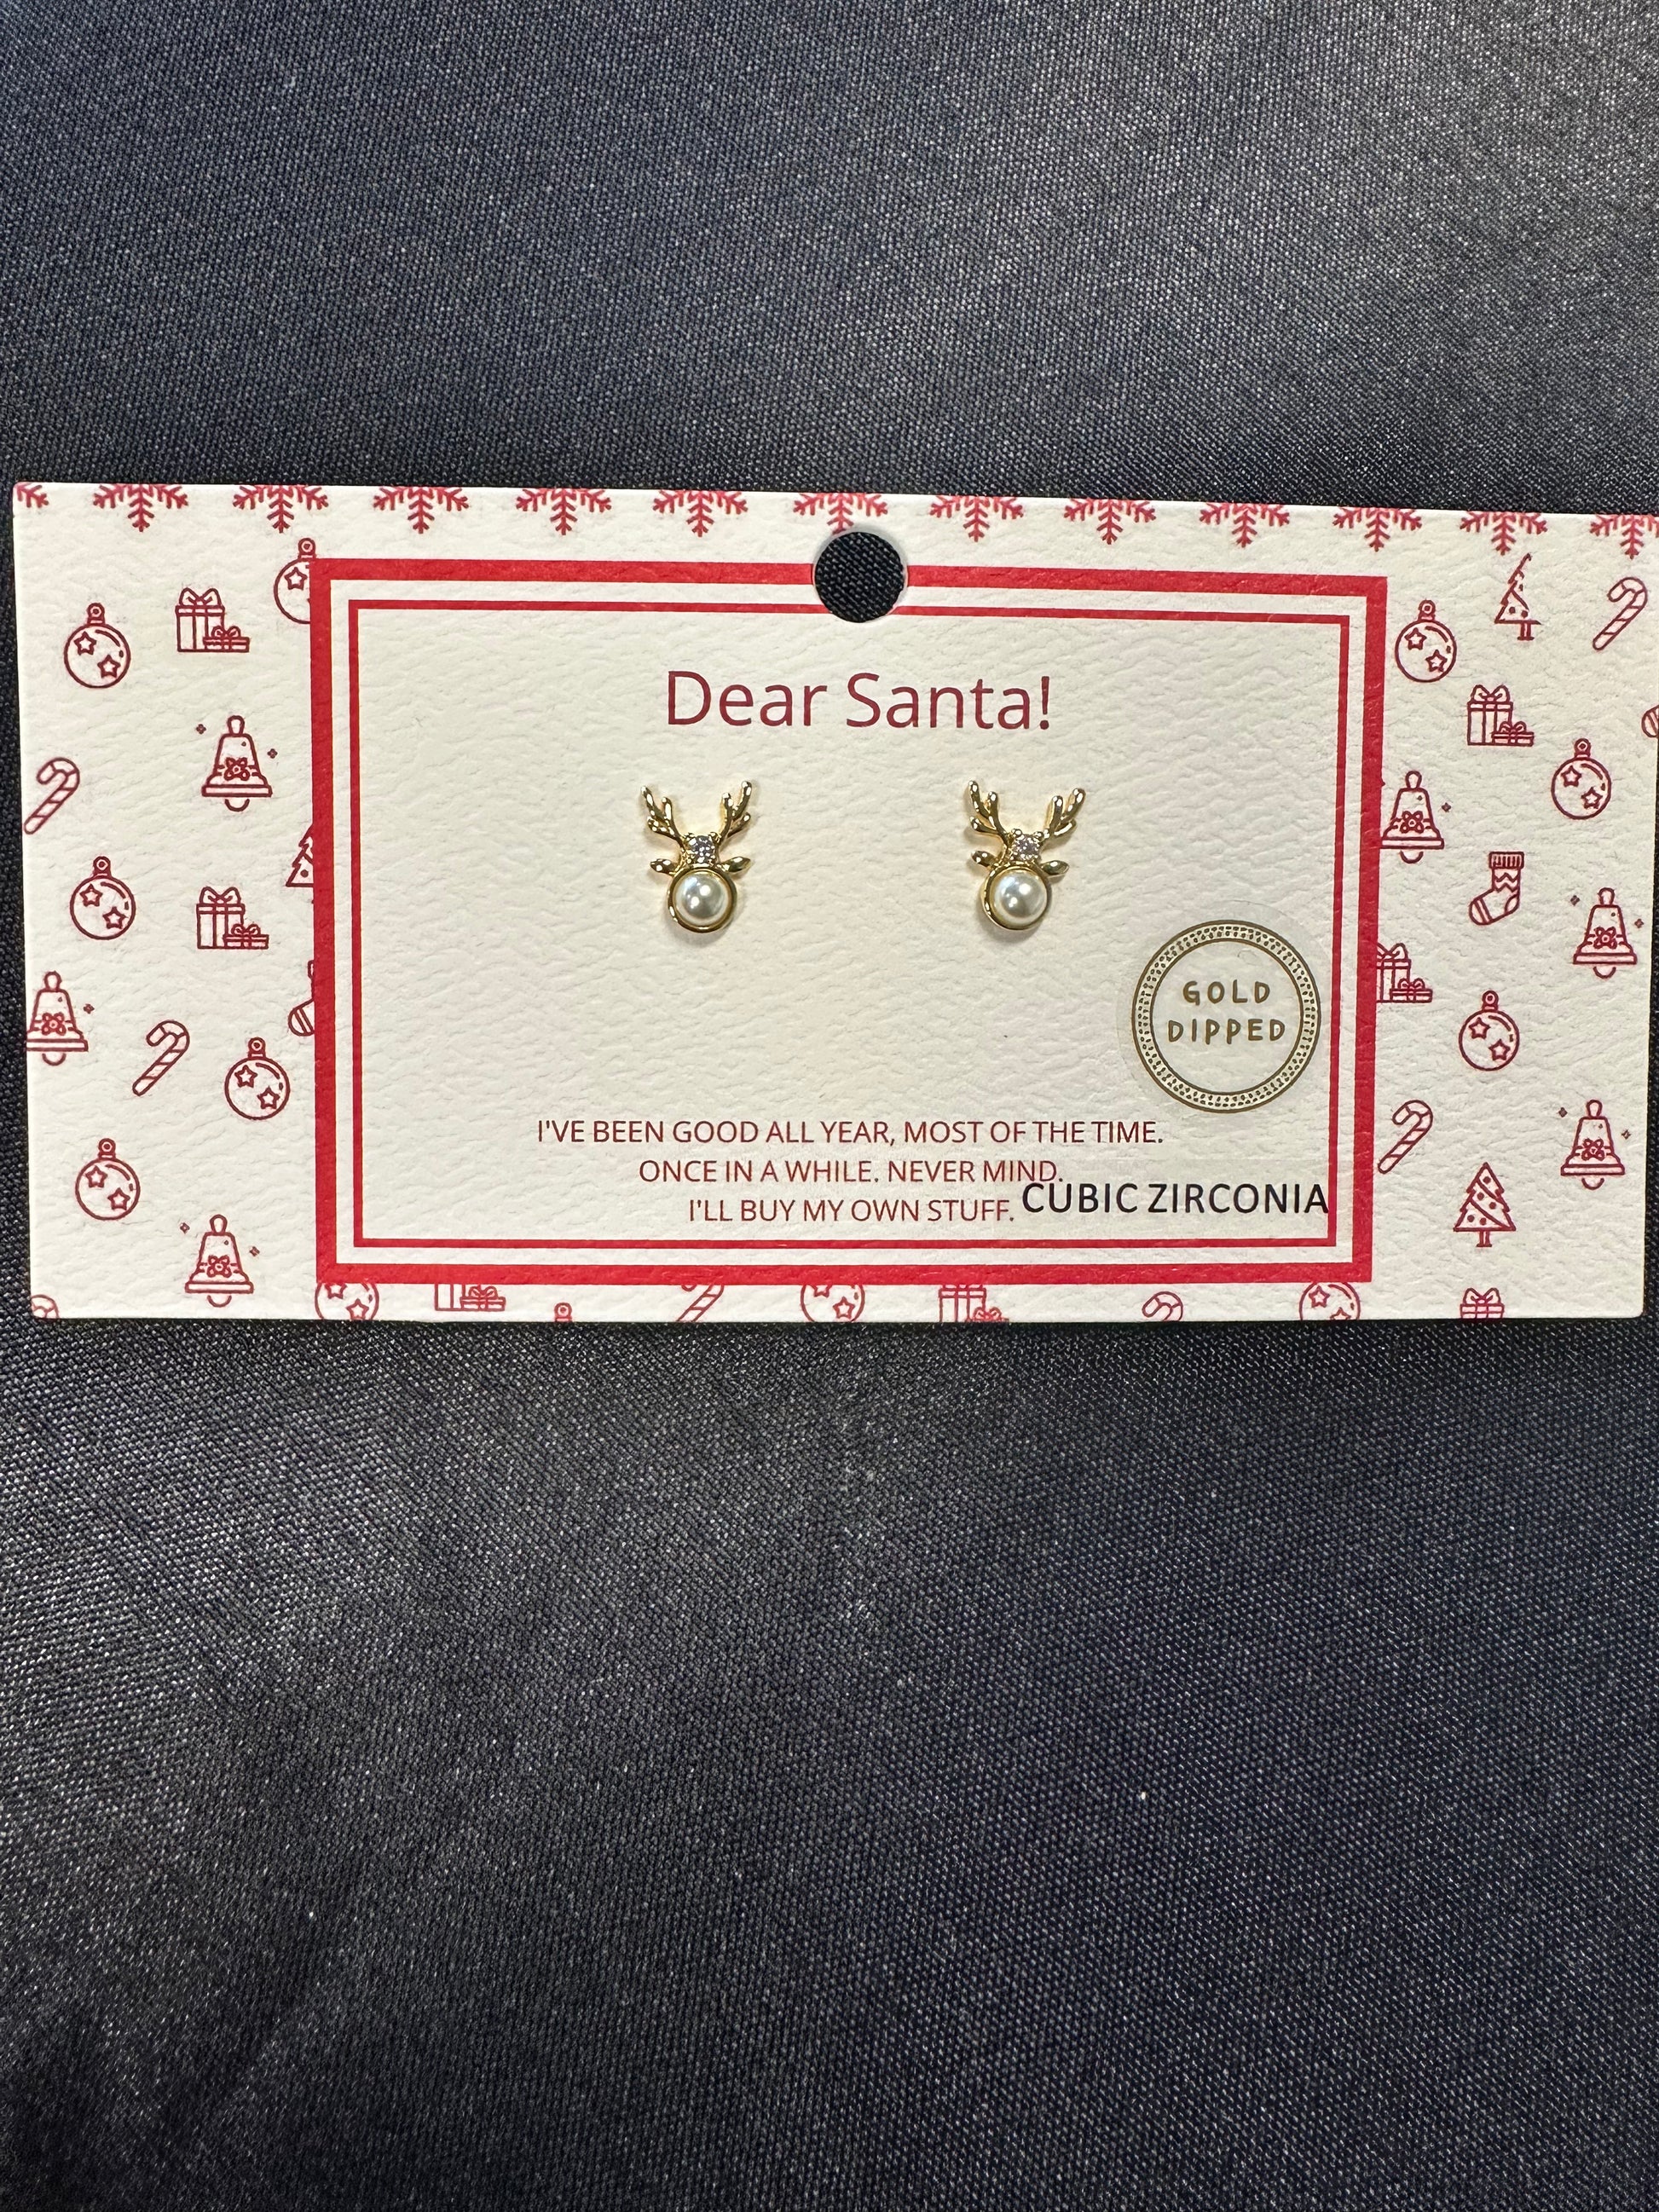 Dear Santa!
GOLD
DIPPED
I'VE BEEN GOOD ALL YEAR, MOST OF THE TIME.
ONCE IN A WHILE. NEVER MIND.
I'LL BUY MY OWN STUFF.
CUBIC ZIRCONIA